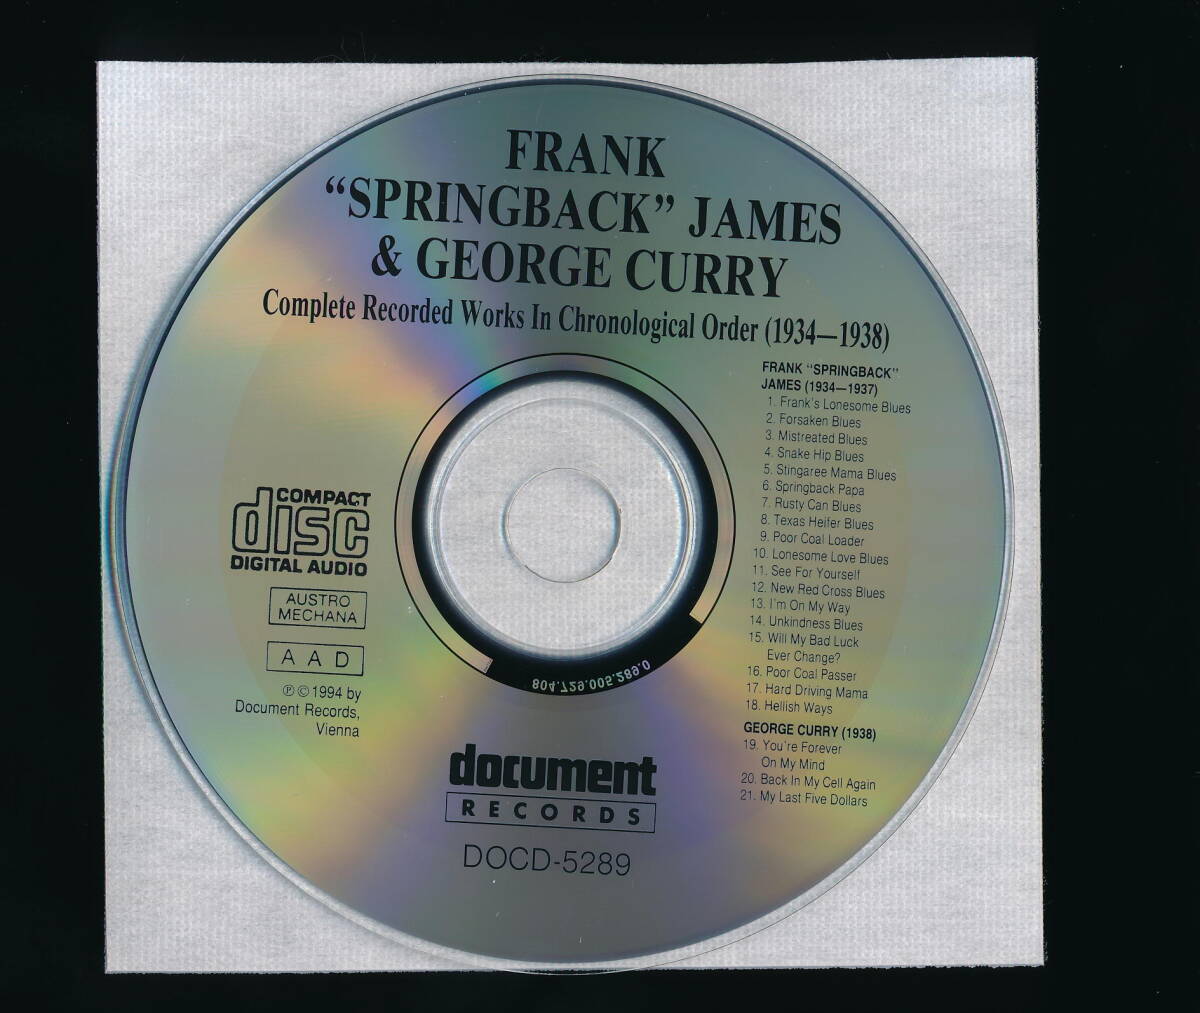 FRANK
“SPRINGBACK” JAMES
& GEORGE CURRY
Complete Recorded Works In Chronological Order (1934—1938)
FRANK "SPRINGBACK"
JAMES (1934—1937)
1. Frank's Lonesome Blues
2. Forsaken Blues
3. Mistreated Blues
4. Snake Hip Blues
5. Stingaree Mama Blues
6. Springback Papa
7. Rusty Can Blues
8. Texas Heifer Blues
9. Poor Coal Loader
10. Lonesome Love Blues
11. See For Yourself
12. New Red Cross Blues
13. I'm On My Way
14. Unkindness Blues
15. Will My Bad Luck
Ever Change?
16. Poor Coal Passer
17. Hard Driving Mama
18. Hellish Ways
GEORGE CURRY (1938)
19. You're Forever
On My Mind
20. Back In My Cell Again
21. My Last Five Dollars
COMPACT
disc
DIGITAL AUDIO
AUSTRO
MECHANA
A A D
℗ © 1994 by
Document Records,
Vienna
804.729.005.289.0
document
RECORDS
DOCD-5289